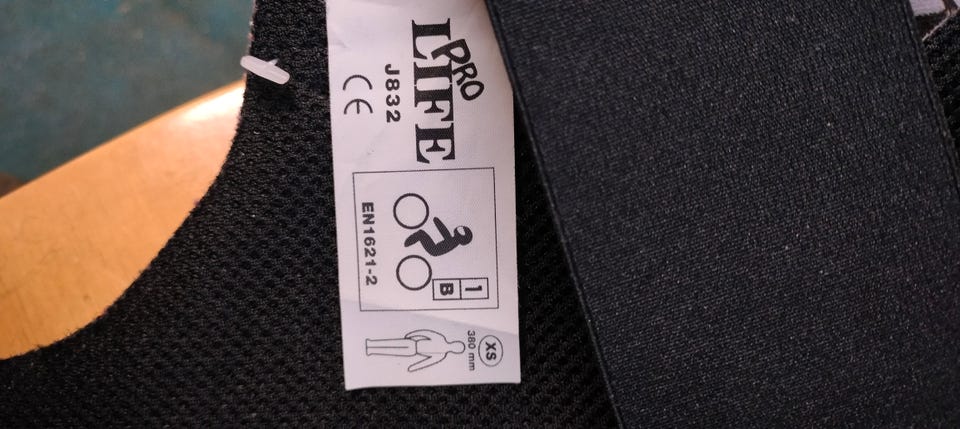 PRO
LIFE
J832
CE
1
B
EN1621-2
XS
380 mm